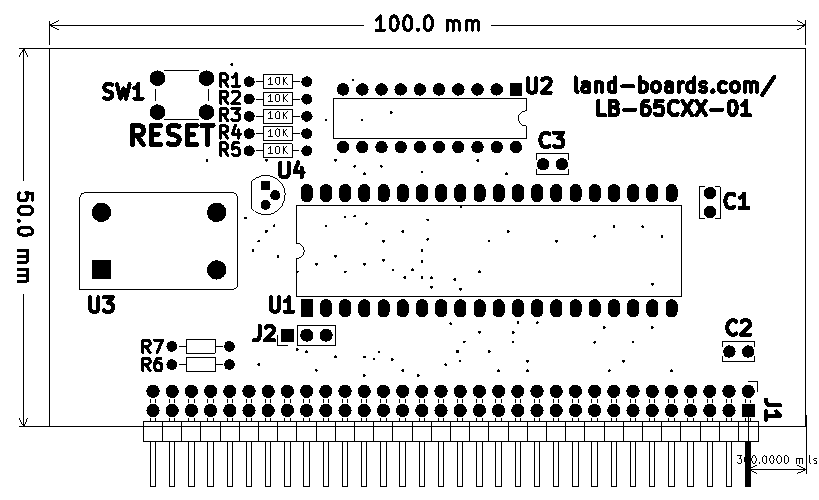 100.0 mm
SW1
RESET
R1 10K
R2 10K
R3 10K
R4 10K
R5 10K
U2
land-boards.com/
LB-65CXX-01
C3
U4
C1
50.0 mm
U3
U1
J2
C2
R7
R6
J1
300.0000 mils